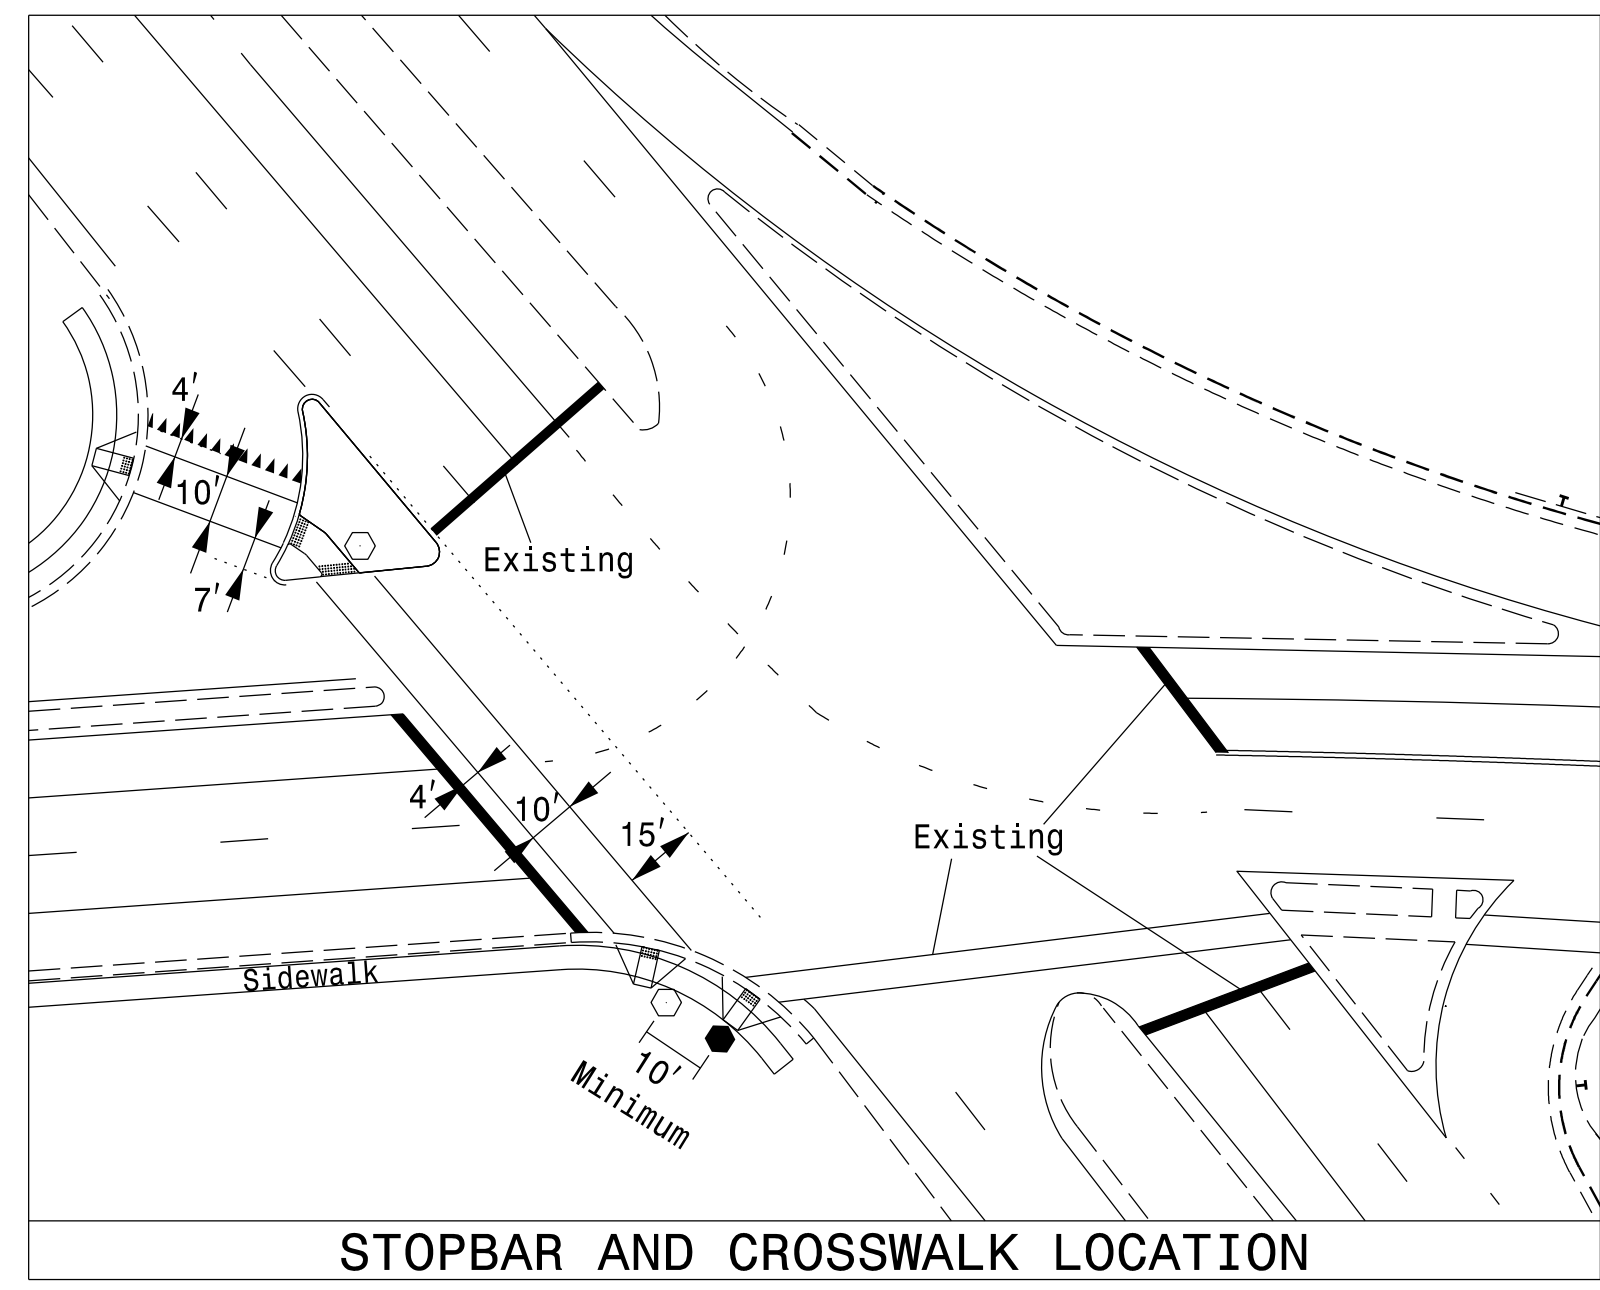 4'
10'
7'
Existing
4'
10'
15'
Existing
Sidewalk
10'
Minimum
STOPBAR AND CROSSWALK LOCATION